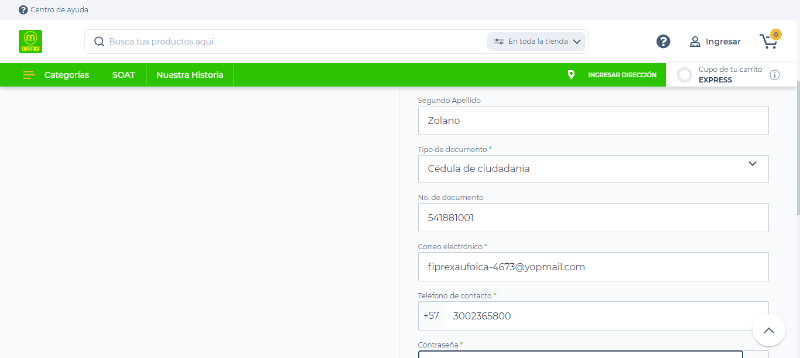 Centro de ayuda
Busca tus productos aquí
En toda la tienda
Ingresar
0
Categorías
SOAT
Nuestra Historia
INGRESAR DIRECCIÓN
Cupo de tu carrito
EXPRESS
Segundo Apellido
Zolano
Tipo de documento *
Cédula de ciudadanía
No. de documento
541881001
Correo electrónico *
fiprexaufoica-4673@yopmail.com
Teléfono de contacto *
+57 3002365800
Contraseña *